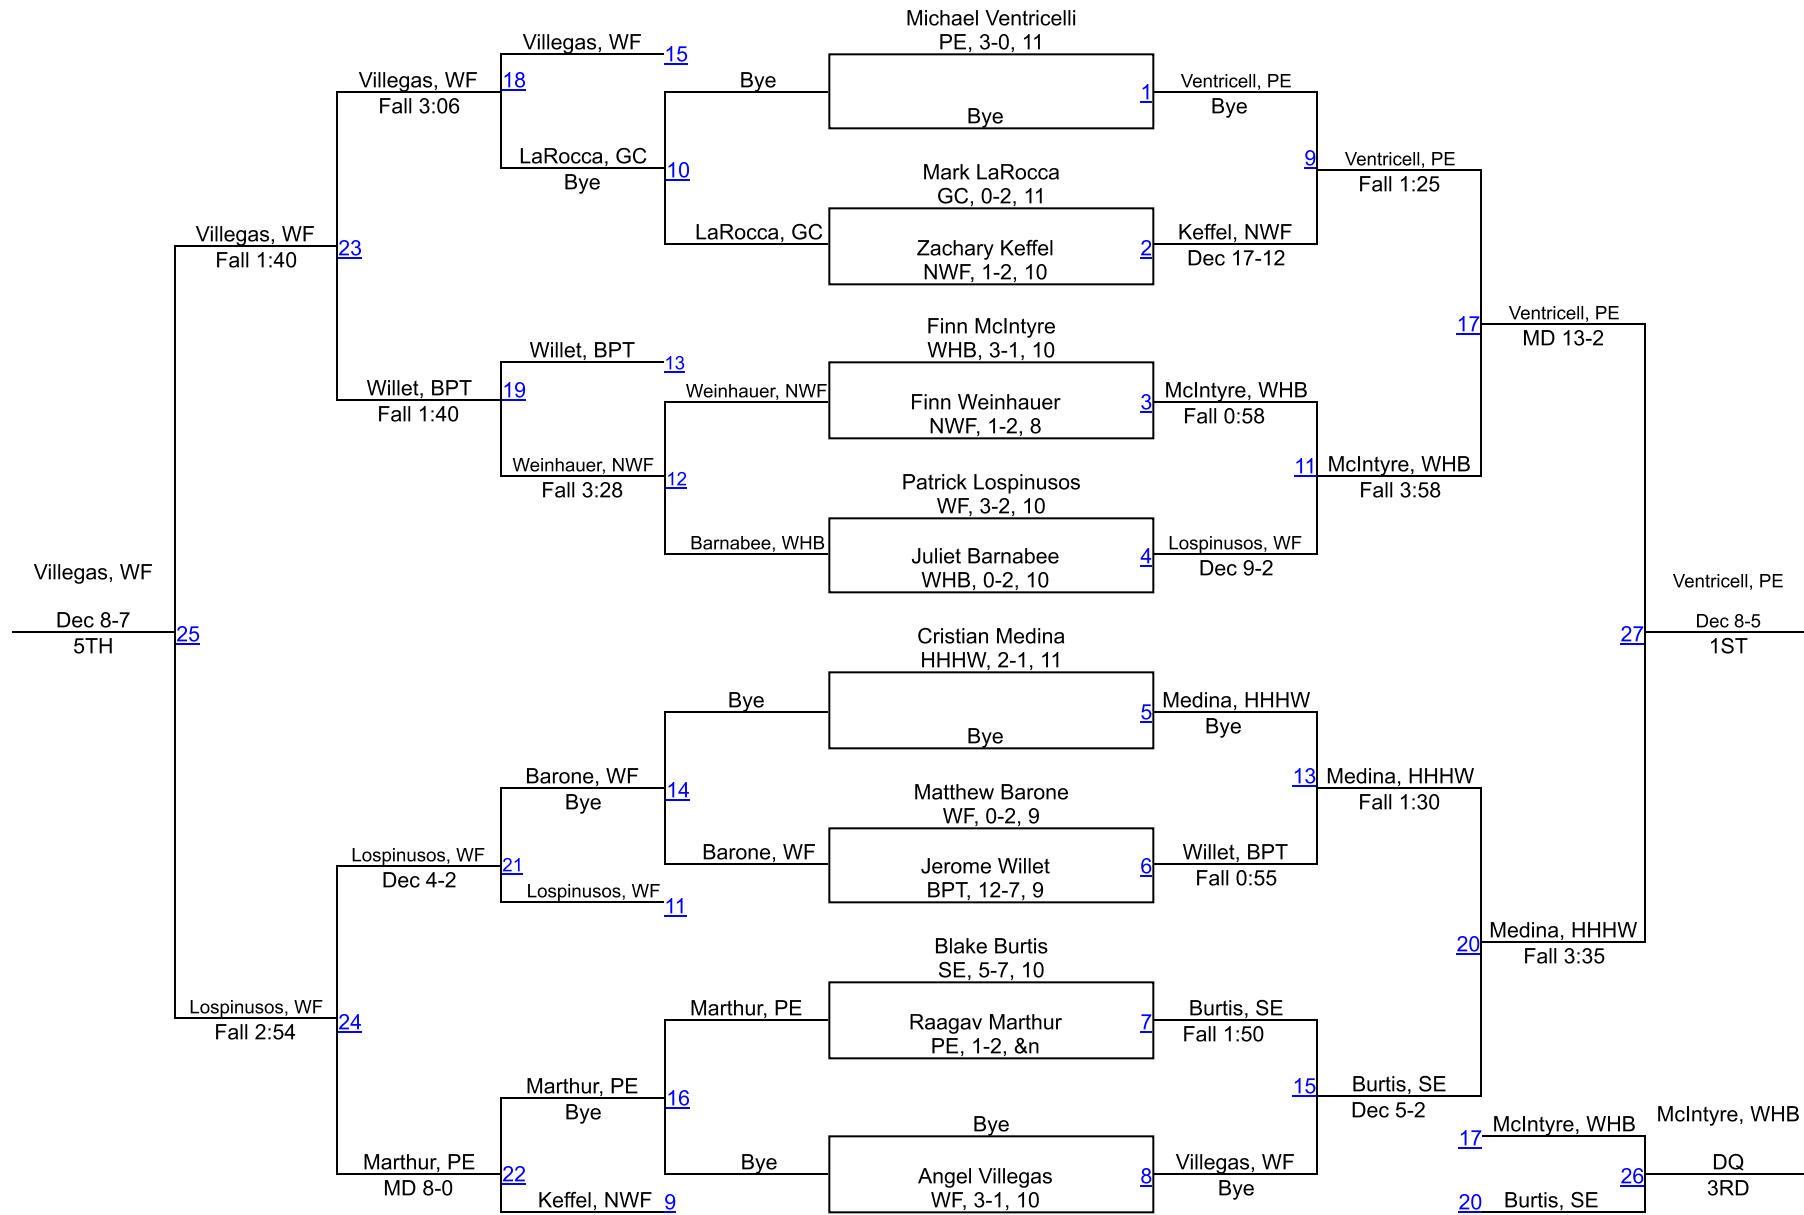 Villegas, WF
Dec 8-7
5TH
25
Villegas, WF
Fall 1:40
Lospinusos, WF
Fall 2:54
Villegas, WF
Fall 3:06
23
Willet, BPT
Fall 1:40
Lospinusos, WF
Dec 4-2
24
Marthur, PE
MD 8-0
Villegas, WF
15
18
LaRocca, GC
Bye
Willet, BPT
13
19
Weinhauer, NWF
Fall 3:28
Barone, WF
Bye
21
Lospinusos, WF
11
Marthur, PE
Bye
22
Keffel, NWF
9
Bye
10
LaRocca, GC
Weinhauer, NWF
12
Barnabee, WHB
Bye
14
Barone, WF
Marthur, PE
16
Bye
Michael Ventricelli
PE, 3-0, 11
1
Bye
Mark LaRocca
GC, 0-2, 11
Zachary Keffel
2
NWF, 1-2, 10
Finn McIntyre
WHB, 3-1, 10
Finn Weinhauer
3
NWF, 1-2, 8
Patrick Lospinusos
WF, 3-2, 10
Juliet Barnabee
4
WHB, 0-2, 10
Cristian Medina
HHHW, 2-1, 11
5
Bye
Matthew Barone
WF, 0-2, 9
Jerome Willet
6
BPT, 12-7, 9
Blake Burtis
SE, 5-7, 10
Raagav Marthur
7
PE, 1-2, &n
Bye
Angel Villegas
8
WF, 3-1, 10
Ventricell, PE
Bye
9
Keffel, NWF
Dec 17-12
McIntyre, WHB
Fall 0:58
11
Lospinusos, WF
Dec 9-2
Medina, HHHW
Bye
13
Willet, BPT
Fall 0:55
Burtis, SE
Fall 1:50
15
Villegas, WF
Bye
Ventricell, PE
Fall 1:25
17
McIntyre, WHB
Fall 3:58
Medina, HHHW
Fall 1:30
20
Burtis, SE
Dec 5-2
Ventricell, PE
MD 13-2
27
Medina, HHHW
Fall 3:35
Ventricell, PE
Dec 8-5
1ST
McIntyre, WHB
17
26
20
Burtis, SE
McIntyre, WHB
DQ
3RD